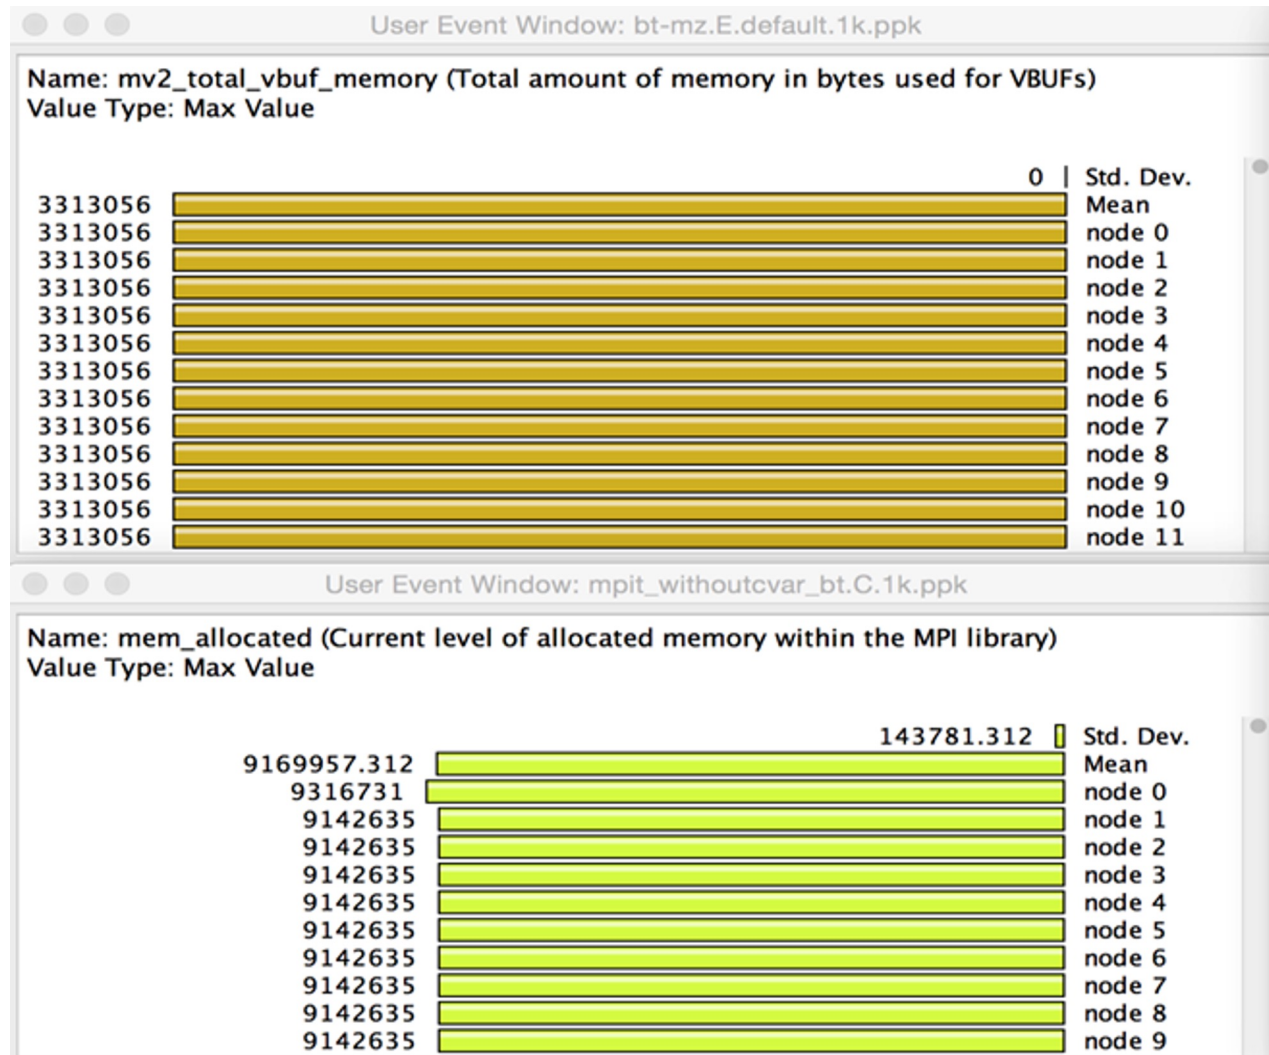 User Event Window: bt-mz.E.default.1k.ppk
Name: mv2_total_vbuf_memory (Total amount of memory in bytes used for VBUFs)
Value Type: Max Value
0 Std. Dev.
3313056 Mean
3313056 node 0
3313056 node 1
3313056 node 2
3313056 node 3
3313056 node 4
3313056 node 5
3313056 node 6
3313056 node 7
3313056 node 8
3313056 node 9
3313056 node 10
3313056 node 11
User Event Window: mpit_withoutcvar_bt.C.1k.ppk
Name: mem_allocated (Current level of allocated memory within the MPI library)
Value Type: Max Value
143781.312 Std. Dev.
9169957.312 Mean
9316731 node 0
9142635 node 1
9142635 node 2
9142635 node 3
9142635 node 4
9142635 node 5
9142635 node 6
9142635 node 7
9142635 node 8
9142635 node 9